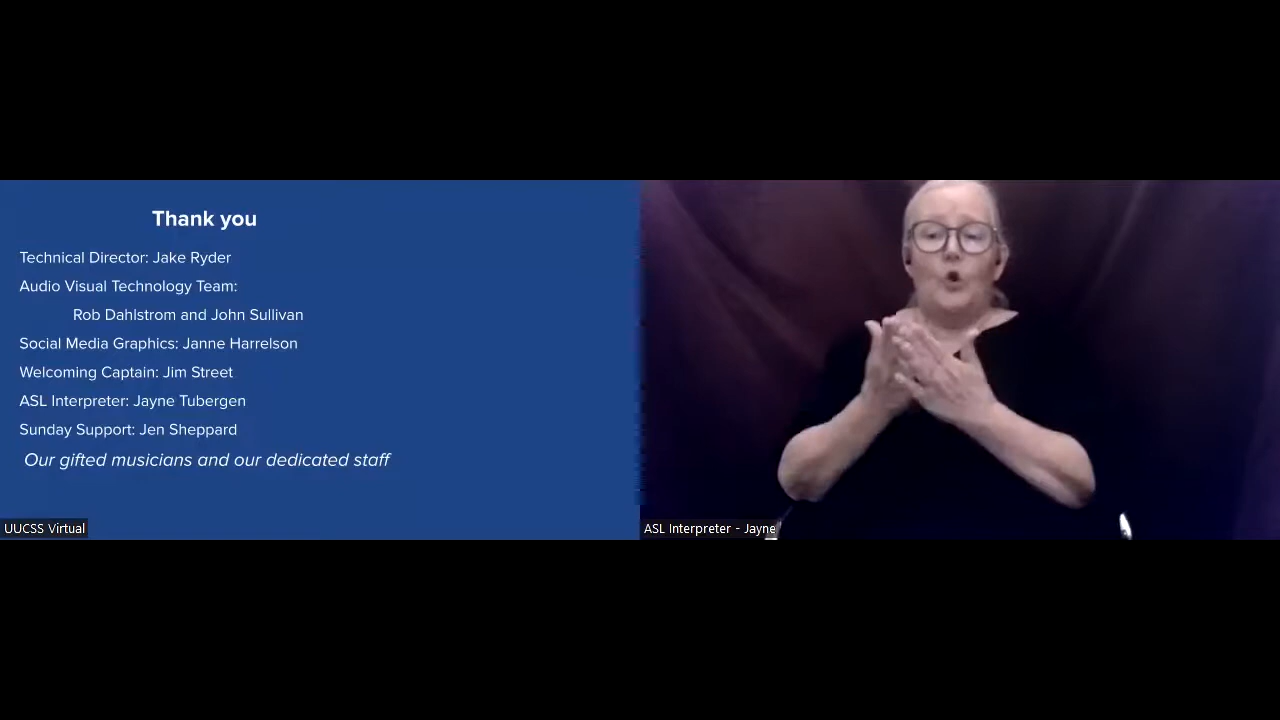 Thank you
Technical Director: Jake Ryder
Audio Visual Technology Team:
Rob Dahlstrom and John Sullivan
Social Media Graphics: Janne Harrelson
Welcoming Captain: Jim Street
ASL Interpreter: Jayne Tubergen
Sunday Support: Jen Sheppard
Our gifted musicians and our dedicated staff
UUCSS Virtual
ASL Interpreter - Jayne